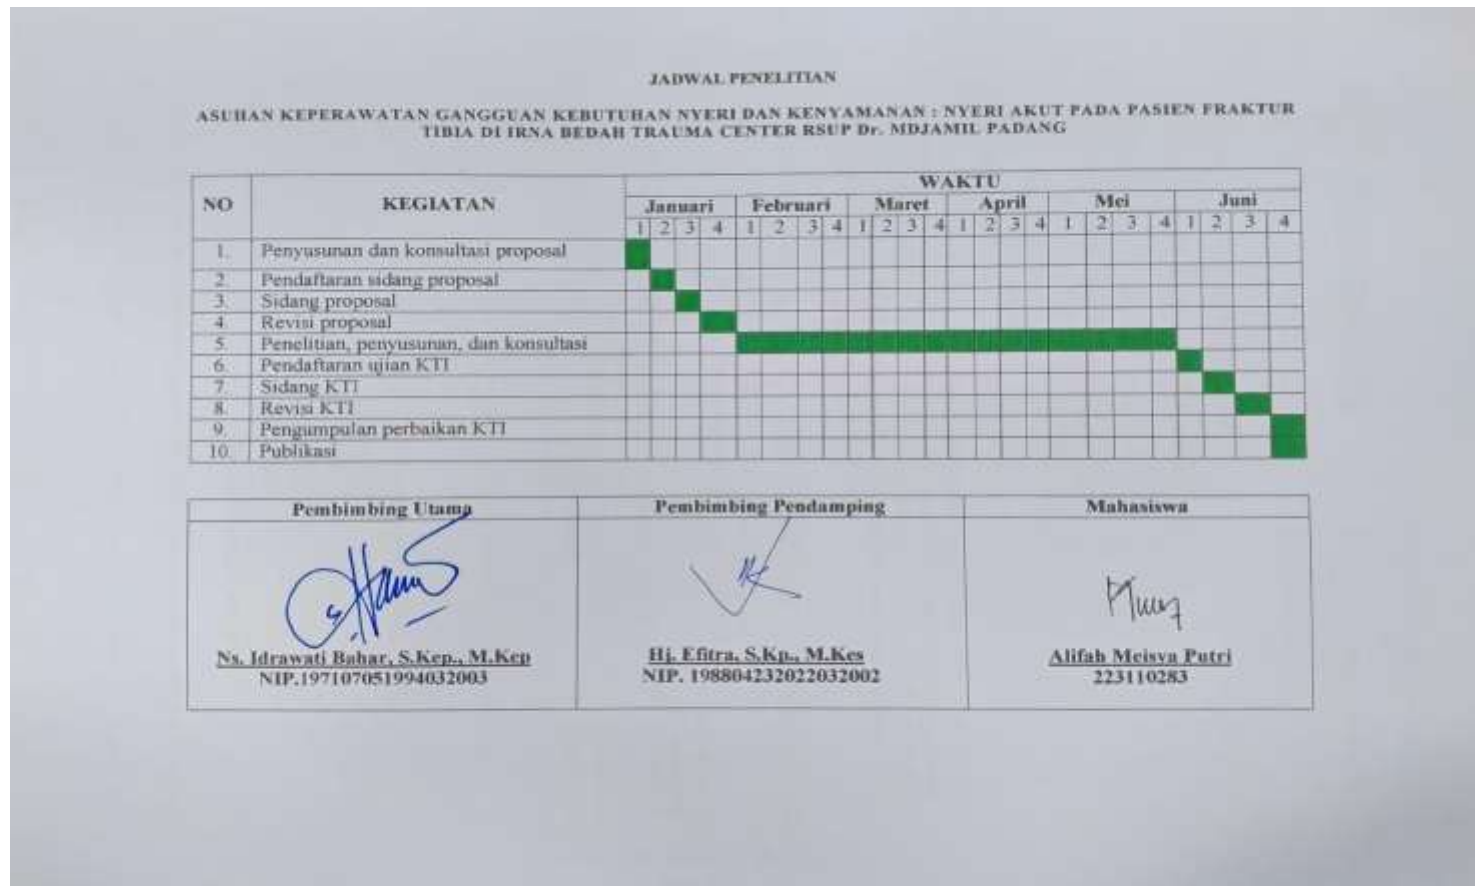 JADWAL PENELITIAN
ASUHAN KEPERAWATAN GANGGUAN KEBUTUHAN NYERI DAN KENYAMANAN : NYERI AKUT PADA PASIEN FRAKTUR
TIBIA DI IRNA BEDAH TRAUMA CENTER RSUP Dr. MDJAMIL PADANG
NO KEGIATAN WAKTU
Januari Februari Maret April Mei Juni
1 2 3 4 1 2 3 4 1 2 3 4 1 2 3 4 1 2 3 4 1 2 3 4
1. Penyusunan dan konsultasi proposal
2. Pendaftaran sidang proposal
3. Sidang proposal
4. Revisi proposal
5. Penelitian, penyusunan, dan konsultasi
6. Pendaftaran ujian KTI
7. Sidang KTI
8. Revisi KTI
9. Pengumpulan perbaikan KTI
10. Publikasi
Pembimbing Utama Pembimbing Pendamping Mahasiswa
Ns. Idrawati Bahar, S.Kep., M.Kep Hj. Efitra, S.Kp., M.Kes Alifah Meisya Putri
NIP.197107051994032003 NIP. 198804232022032002 223110283